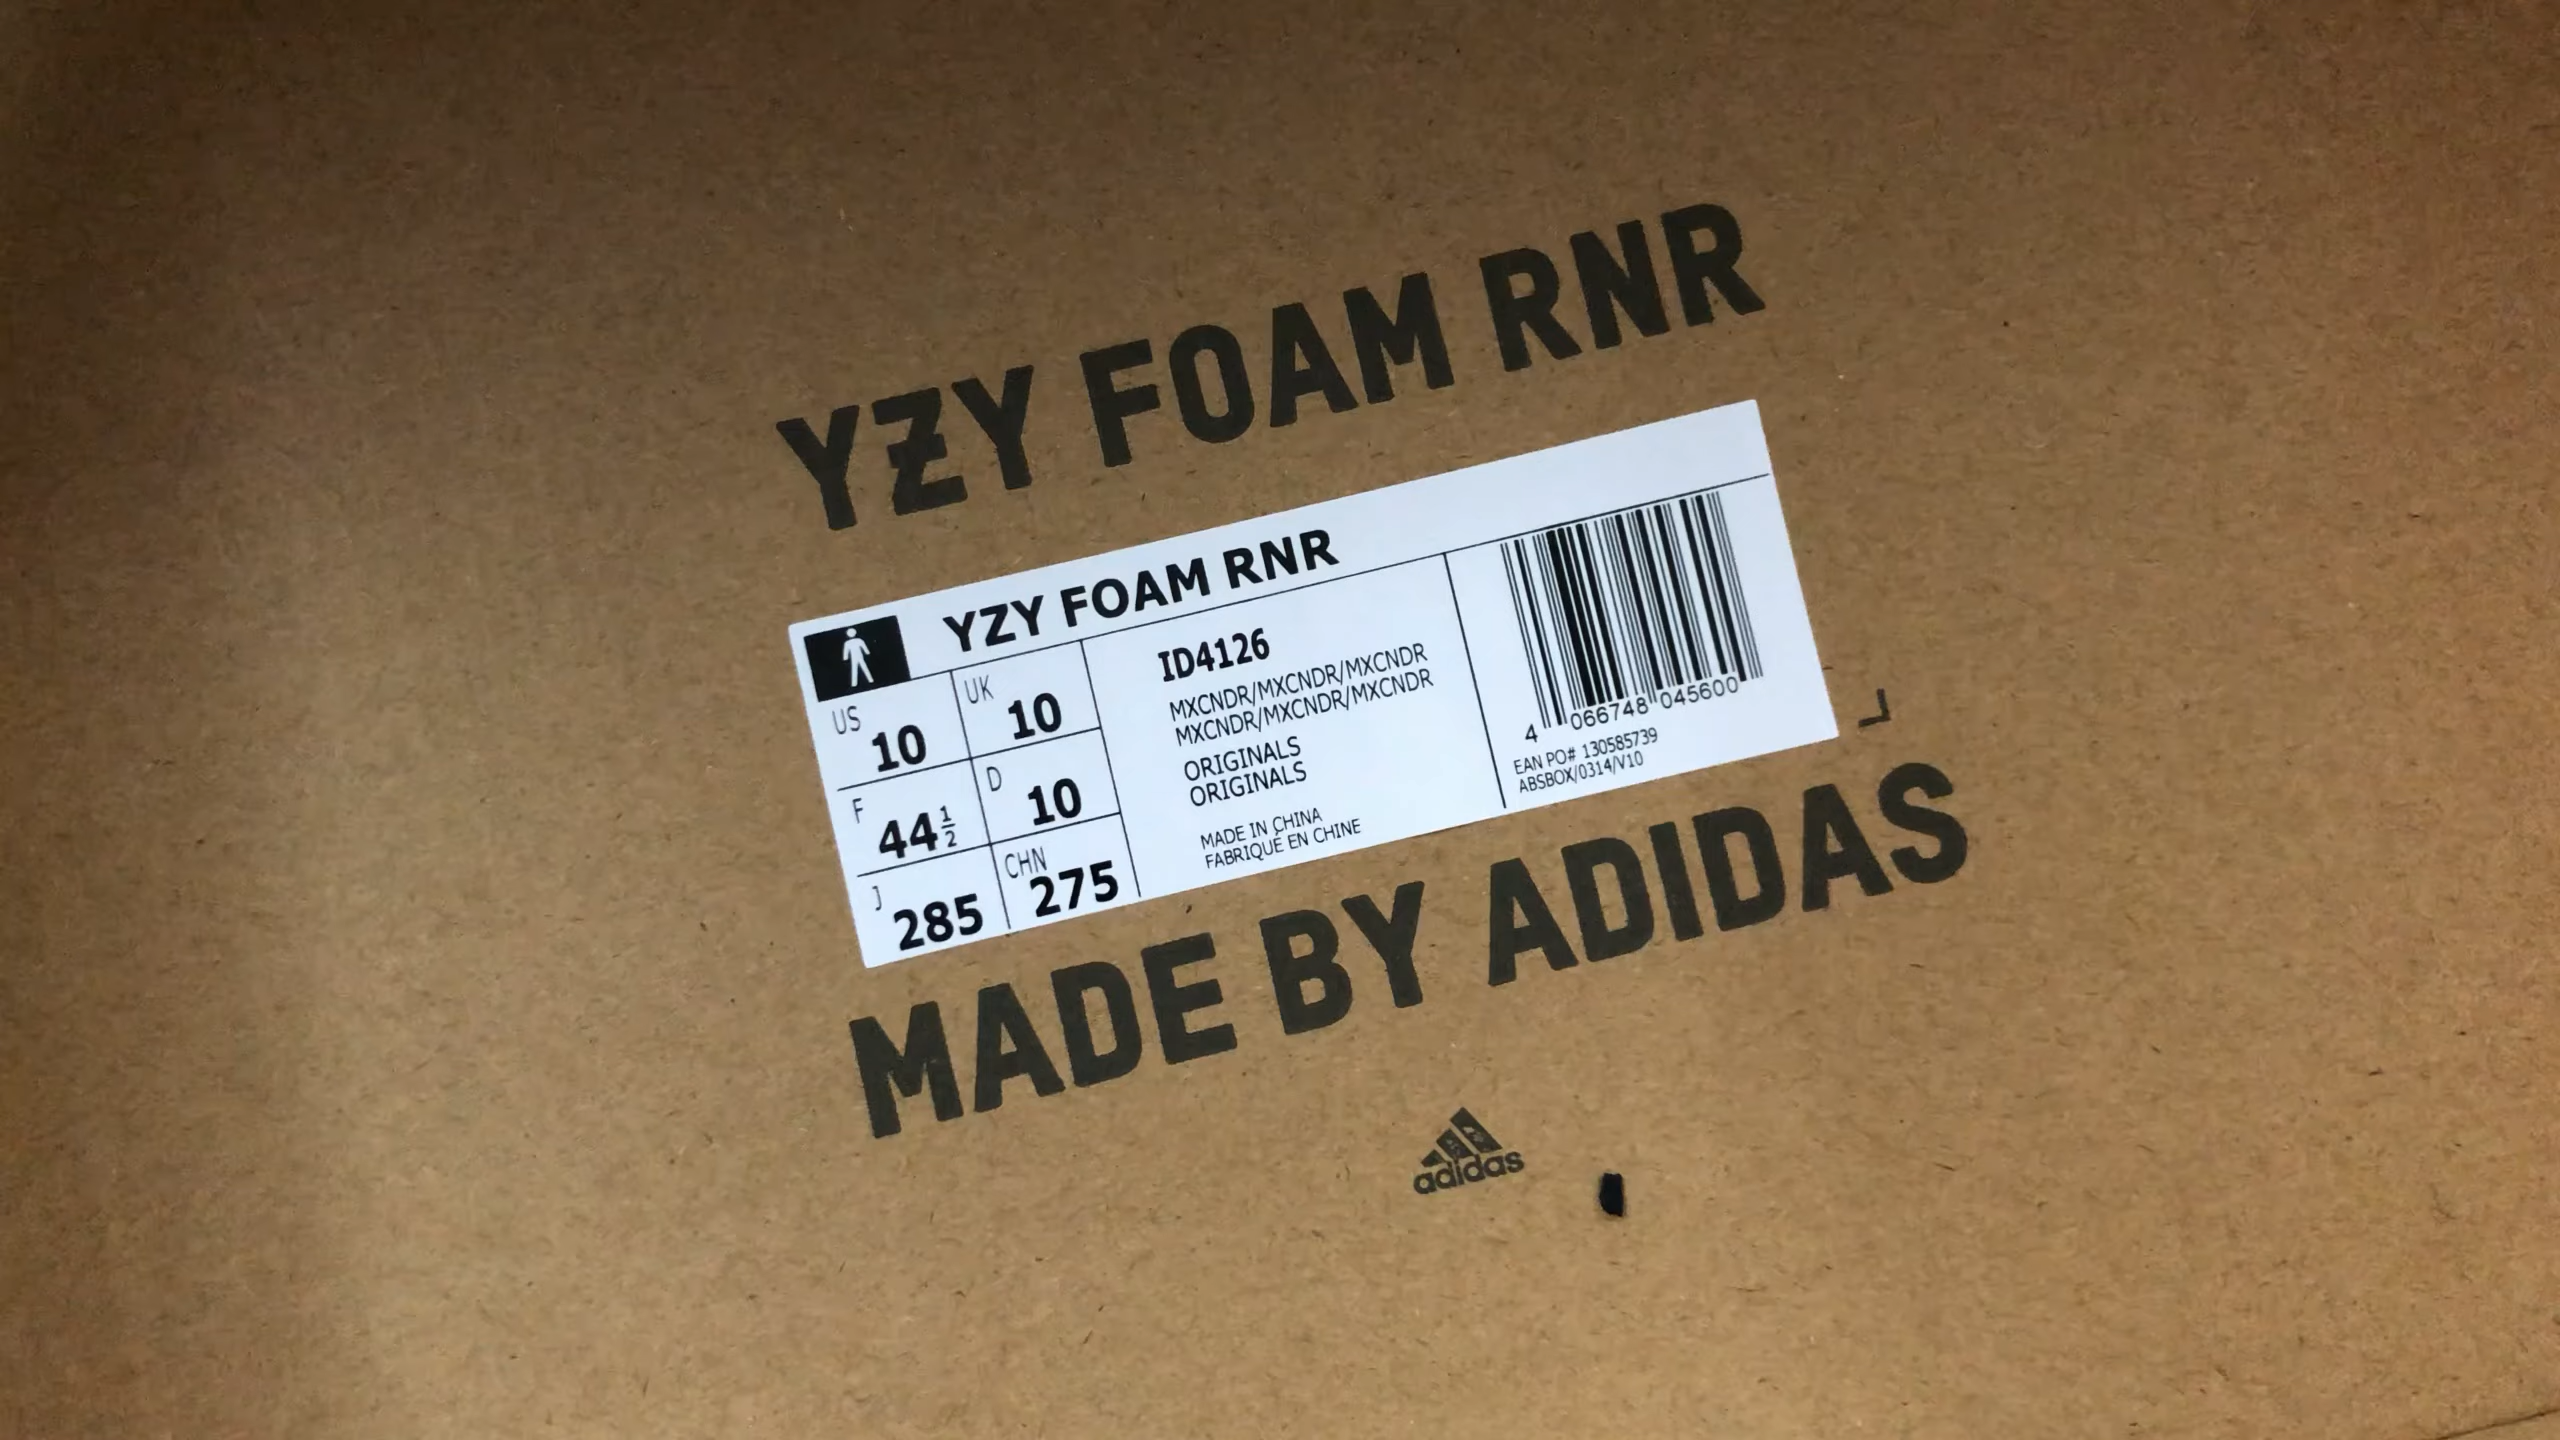 YZY FOAM RNR
YZY FOAM RNR
US 10 UK 10
F 44½ D 10
J 285 CHN 275
ID4126
MXCNDR/MXCNDR/MXCNDR
MXCNDR/MXCNDR/MXCNDR
ORIGINALS
ORIGINALS
MADE IN CHINA
FABRIQUÉ EN CHINE
4 066748 045600
EAN PO# 130585739
ABSBOX/0314/V10
MADE BY ADIDAS
adidas